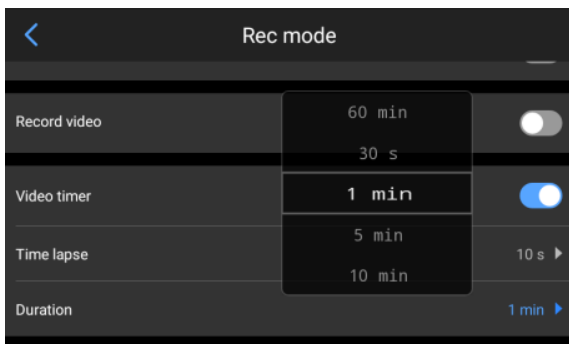 Rec mode
Record video
60 min
30 s
Video timer
1 min
5 min
Time lapse
10 s
10 min
Duration
1 min